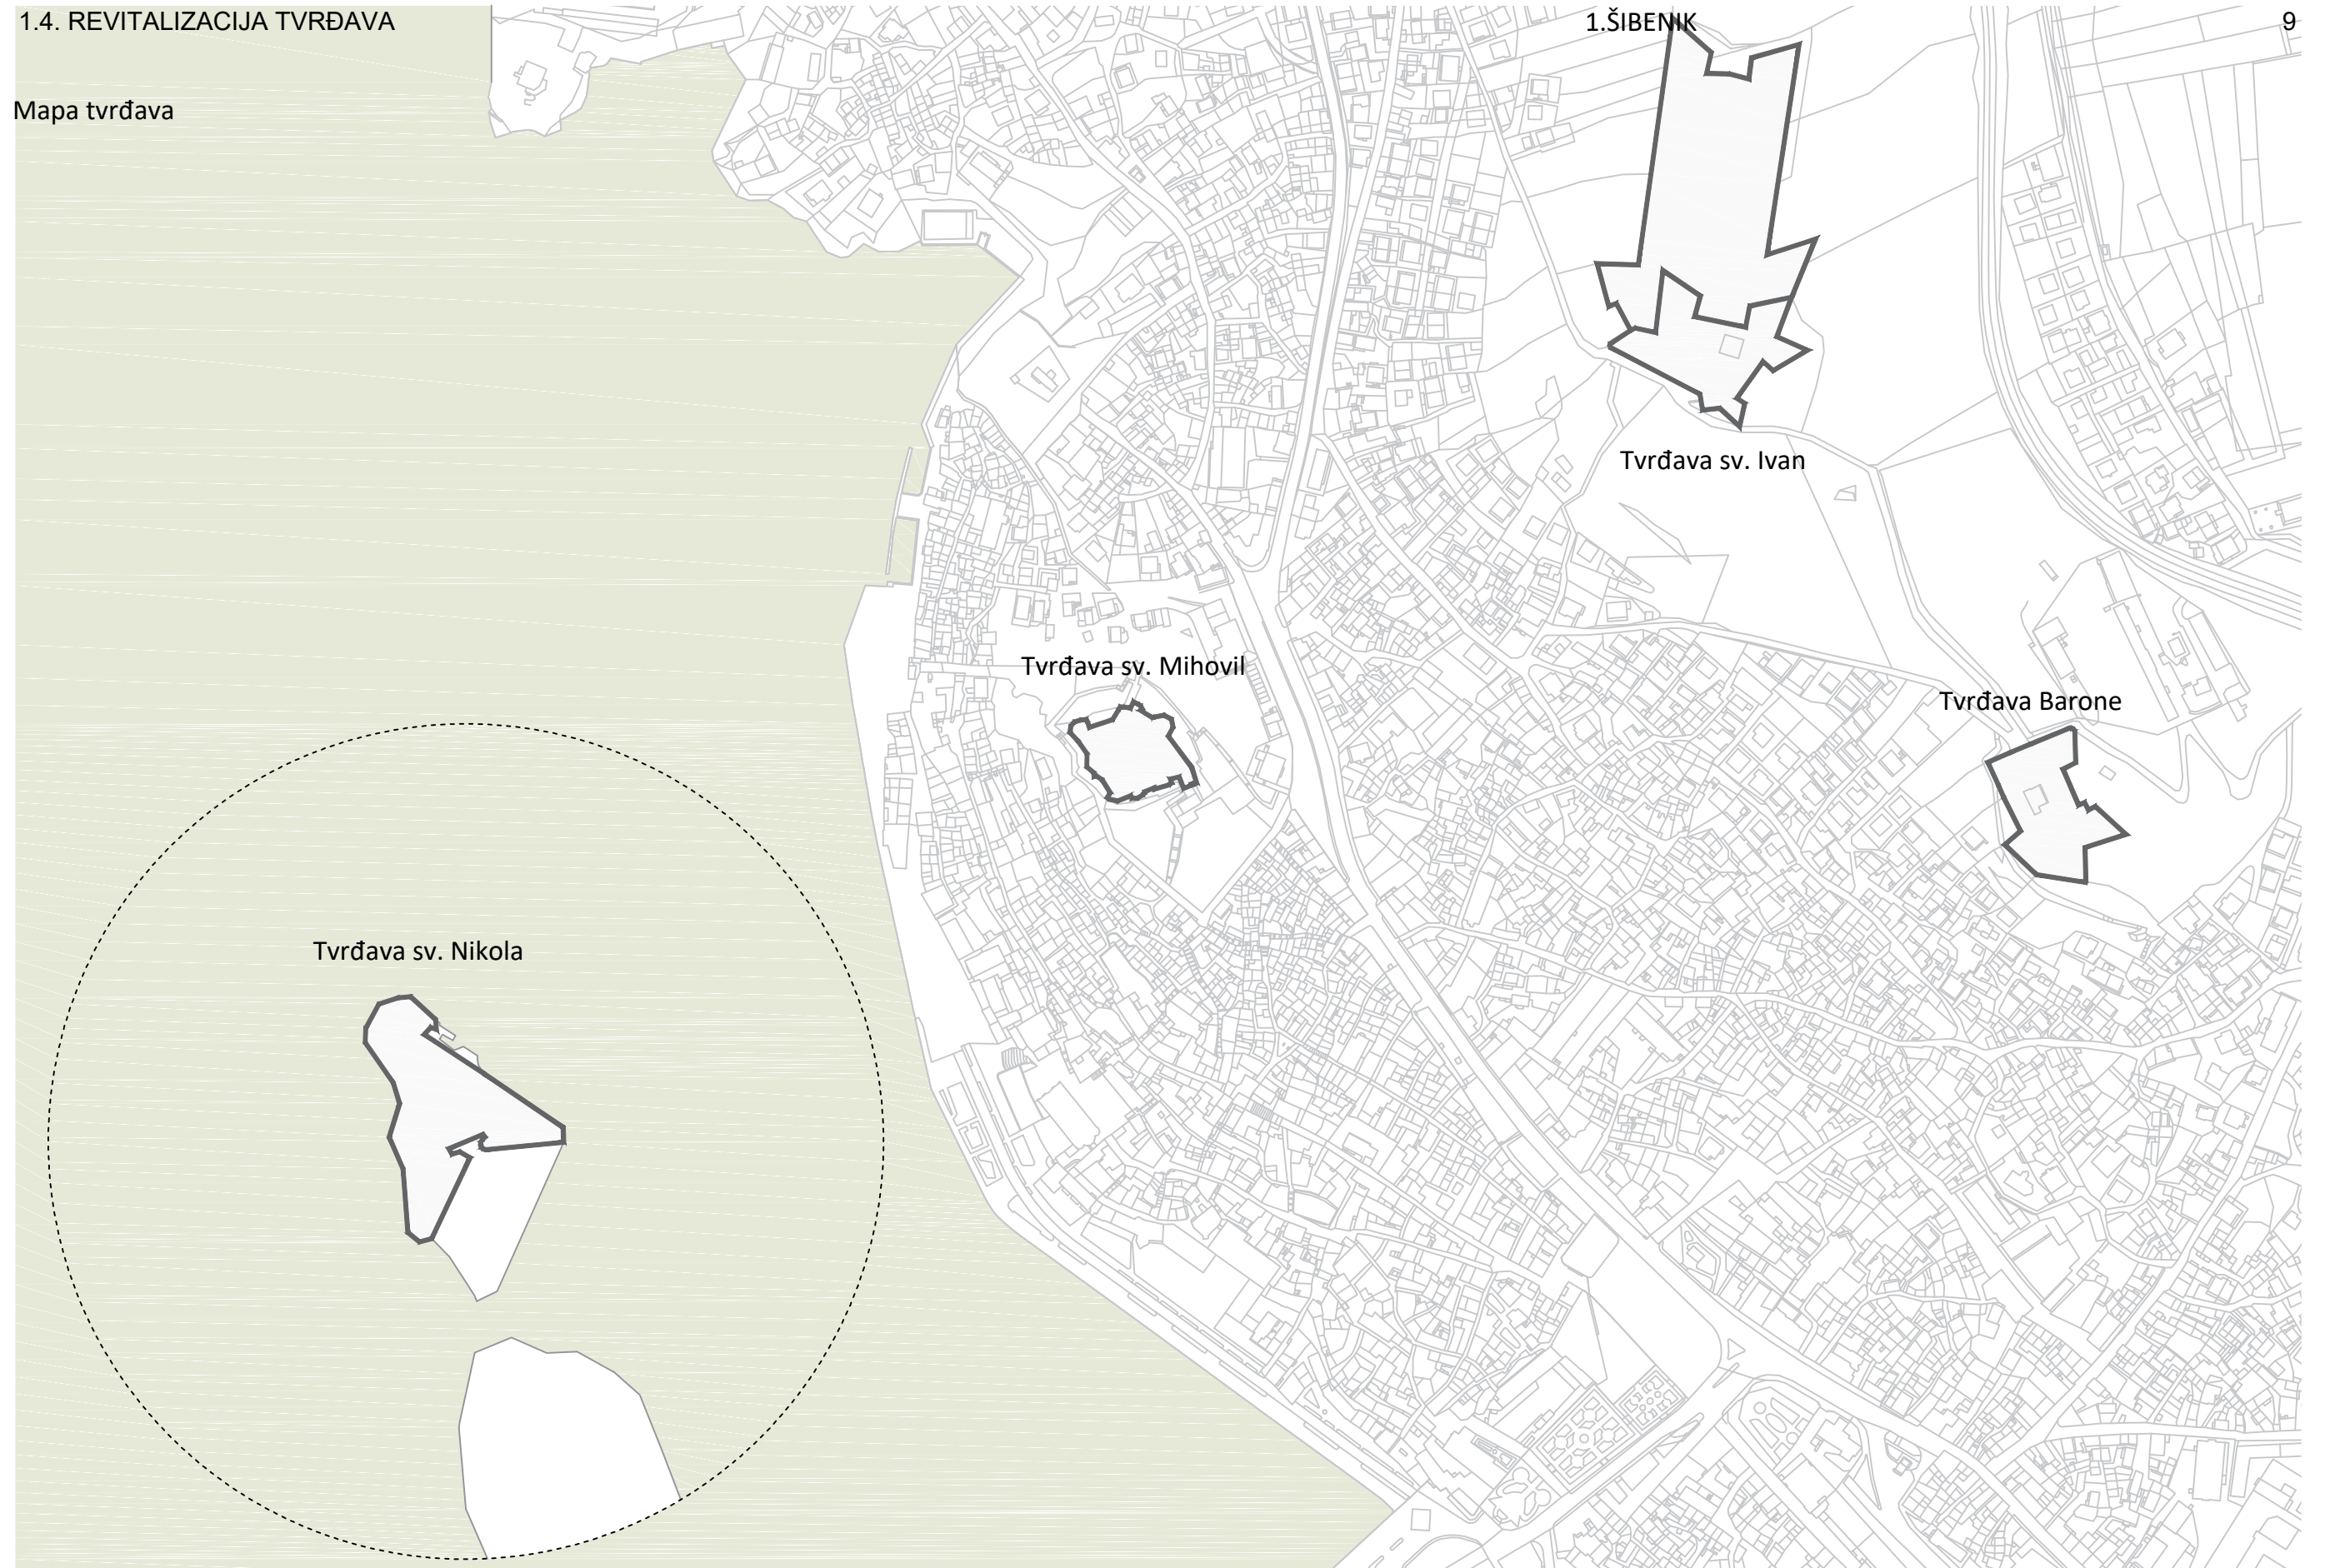 1.4. REVITALIZACIJA TVRĐAVA
1.ŠIBENIK
9
Mapa tvrđava
Tvrđava sv. Ivan
Tvrđava sv. Mihovil
Tvrđava Barone
Tvrđava sv. Nikola